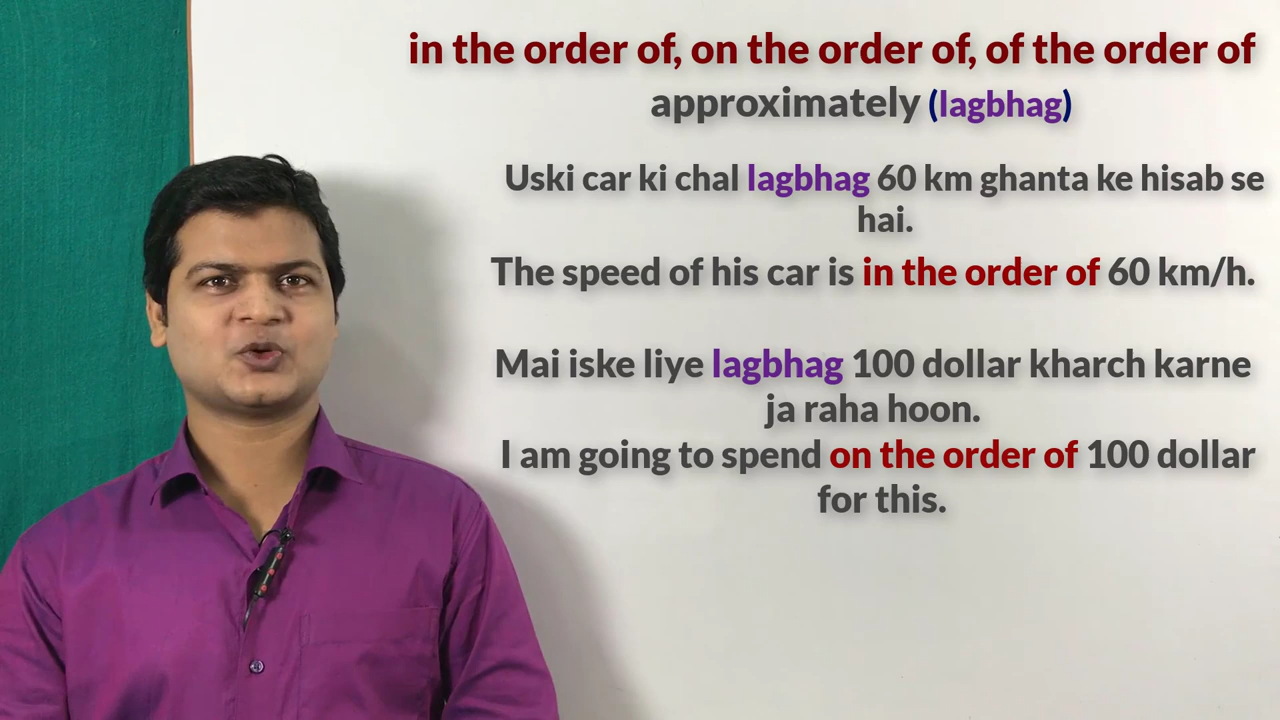 in the order of, on the order of, of the order of
approximately (lagbhag)
Uski car ki chal lagbhag 60 km ghanta ke hisab se
hai.
The speed of his car is in the order of 60 km/h.
Mai iske liye lagbhag 100 dollar kharch karne
ja raha hoon.
I am going to spend on the order of 100 dollar
for this.